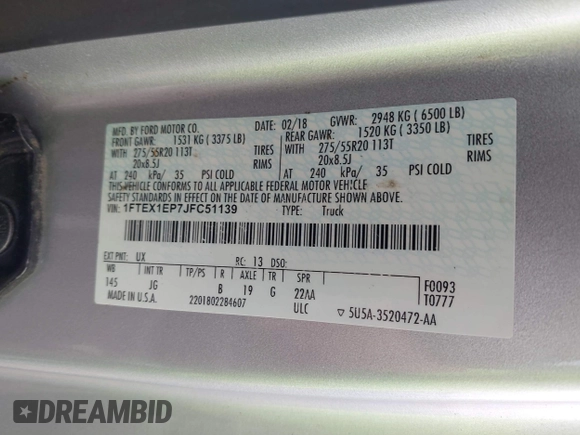 MFD. BY FORD MOTOR CO.
DATE: 02/18 GVWR: 2948 KG ( 6500 LB)
FRONT GAWR: 1531 KG ( 3375 LB) REAR GAWR: 1520 KG ( 3350 LB)
WITH 275/55R20 113T TIRES WITH 275/55R20 113T TIRES
20x8.5J RIMS 20x8.5J RIMS
AT 240 kPa/ 35 PSI COLD AT 240 kPa/ 35 PSI COLD
THIS VEHICLE CONFORMS TO ALL APPLICABLE FEDERAL MOTOR VEHICLE
SAFETY STANDARDS IN EFFECT ON THE DATE OF MANUFACTURE SHOWN ABOVE.
VIN: 1FTEX1EP7JFC51139 TYPE: Truck
EXT PNT: UX RC: 13 DSO:
WB INT TR TP/PS R AXLE TR SPR F0093
145 JG B 19 G 22AA T0777
MADE IN U.S.A. 2201802284607 ULC ▽ 5U5A-3520472-AA
DREAMBID